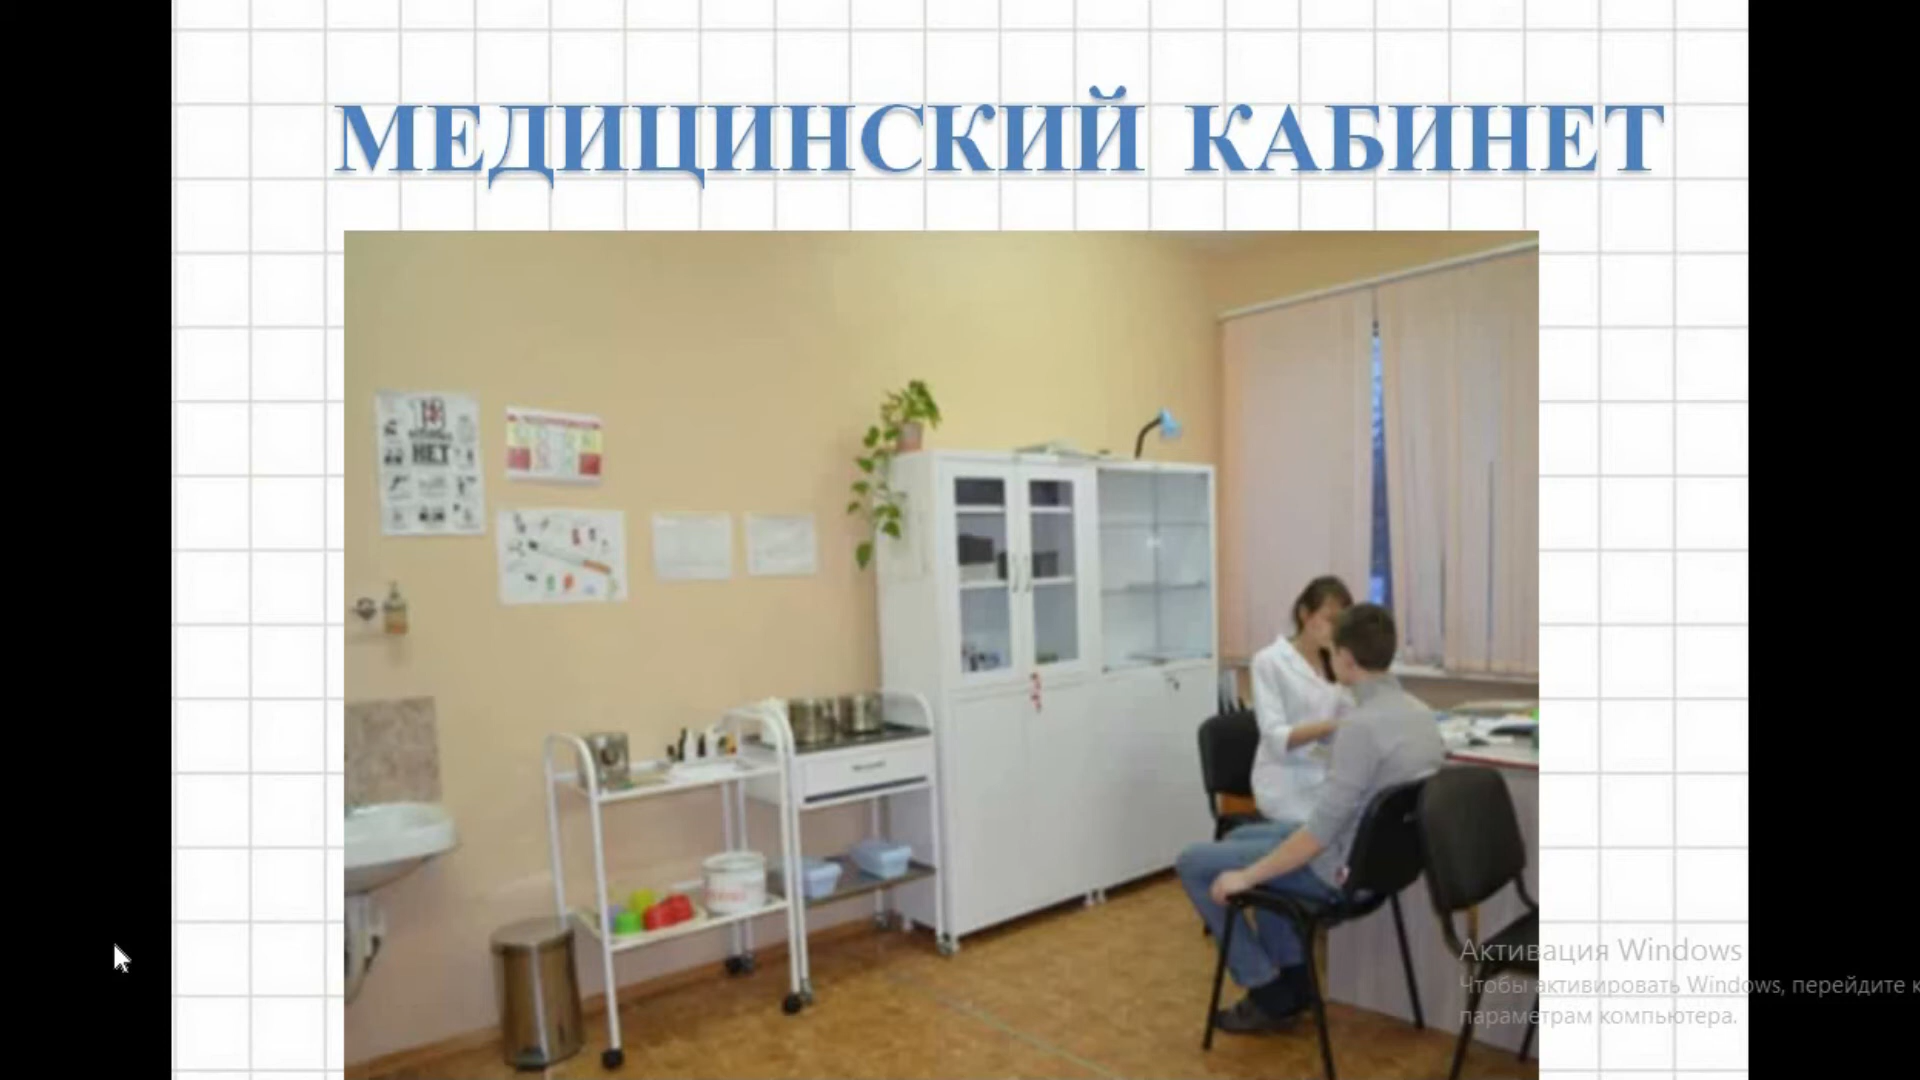 МЕДИЦИНСКИЙ КАБИНЕТ
НЕТ
Активация Windows
Чтобы активировать Windows, перейдите к
параметрам компьютера.